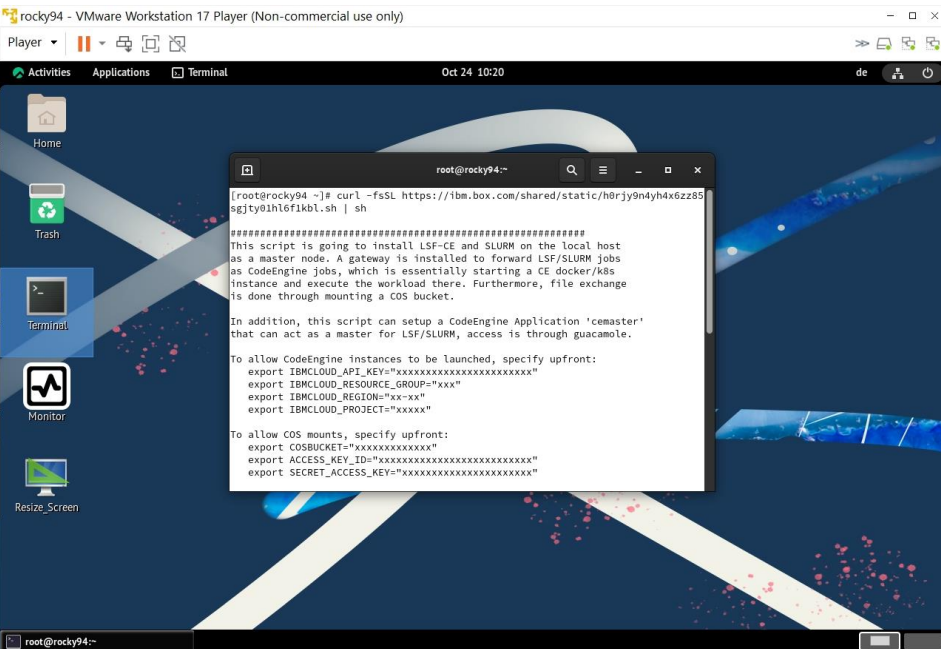 rocky94 - VMware Workstation 17 Player (Non-commercial use only)
Player
Activities Applications Terminal Oct 24 10:20 de
Home
Trash
Terminal
Monitor
Resize_Screen
root@rocky94:~
[root@rocky94 ~]# curl -fsSL https://ibm.box.com/shared/static/h0rjy9n4yh4x6zz85
sgjty01hl6f1kbl.sh | sh
############################################################
This script is going to install LSF-CE and SLURM on the local host
as a master node. A gateway is installed to forward LSF/SLURM jobs
as CodeEngine jobs, which is essentially starting a CE docker/k8s
instance and execute the workload there. Furthermore, file exchange
is done through mounting a COS bucket.
In addition, this script can setup a CodeEngine Application 'cemaster'
that can act as a master for LSF/SLURM, access is through guacamole.
To allow CodeEngine instances to be launched, specify upfront:
export IBMCLOUD_API_KEY="xxxxxxxxxxxxxxxxxxxxxxx"
export IBMCLOUD_RESOURCE_GROUP="xxx"
export IBMCLOUD_REGION="xx-xx"
export IBMCLOUD_PROJECT="xxxxx"
To allow COS mounts, specify upfront:
export COSBUCKET="xxxxxxxxxxxxx"
export ACCESS_KEY_ID="xxxxxxxxxxxxxxxxxxxxxxxxxx"
export SECRET_ACCESS_KEY="xxxxxxxxxxxxxxxxxxxxxx"
root@rocky94:~